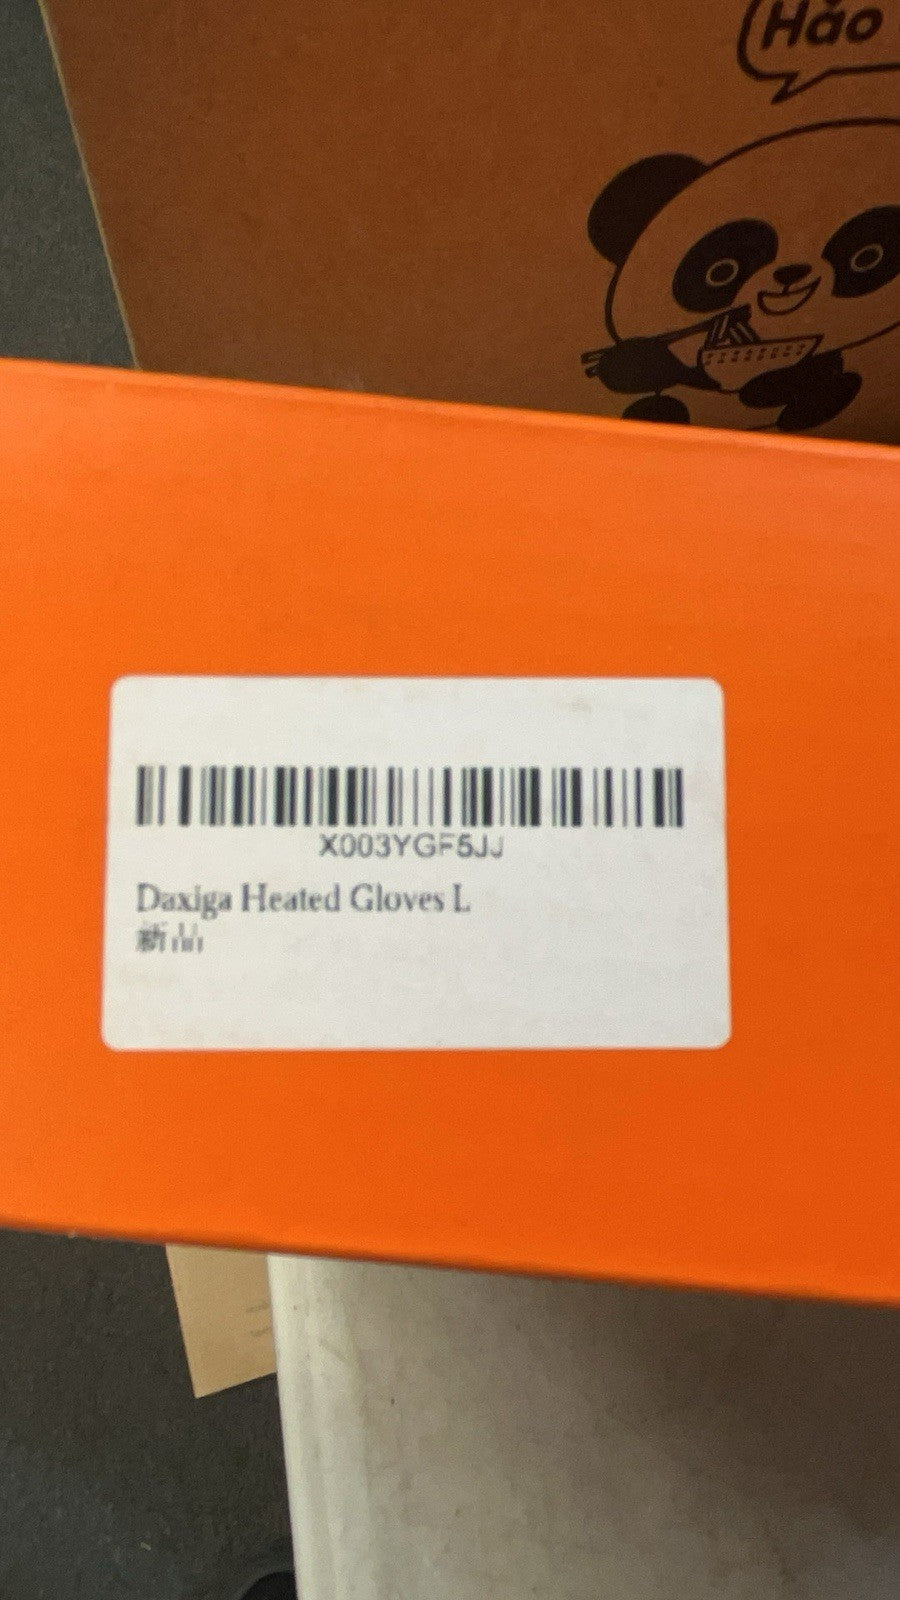 Hǎo
X003YGF5JJ
Daxiga Heated Gloves L
新品